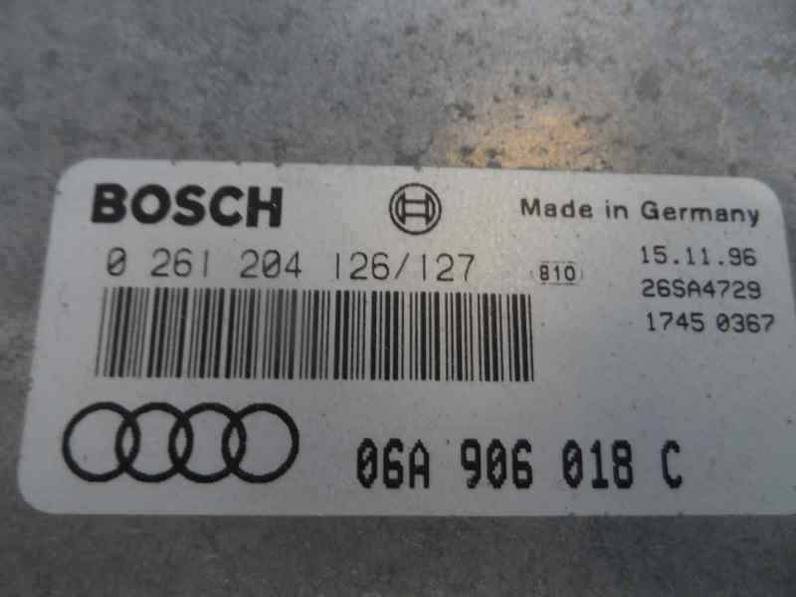 BOSCH
Made in Germany
0 261 204 126/127
810
15.11.96
26SA4729
1745 0367
06A 906 018 C